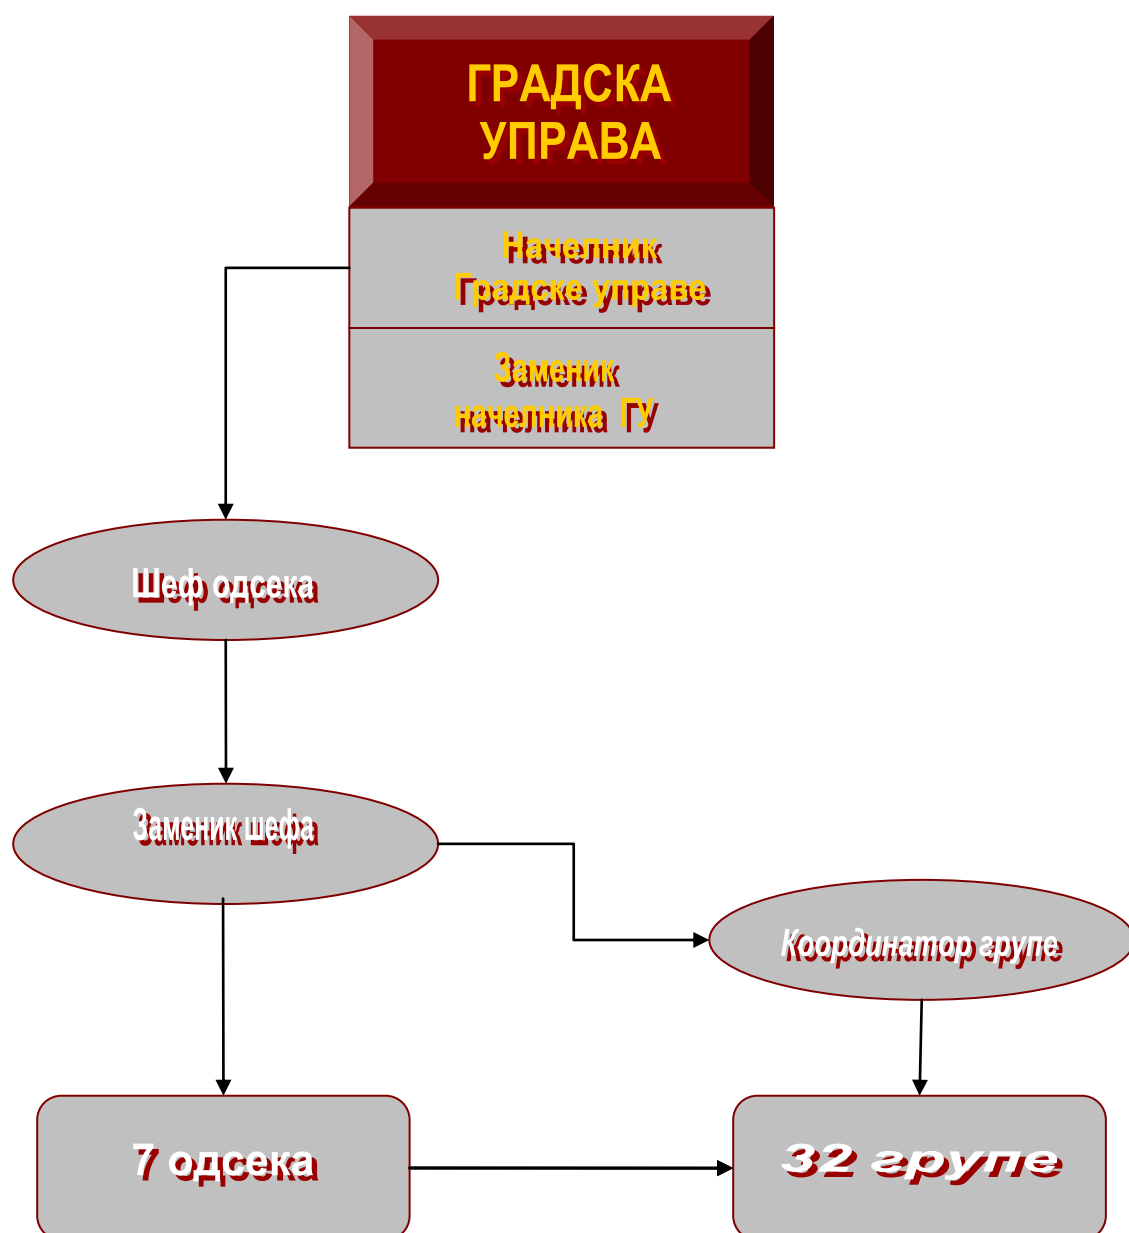 ГРАДСКА
УПРАВА
Начелник
Градске управе
Заменик
начелника ГУ
Шеф одсека
Заменик шефа
Координатор групе
7 одсека
32 групе